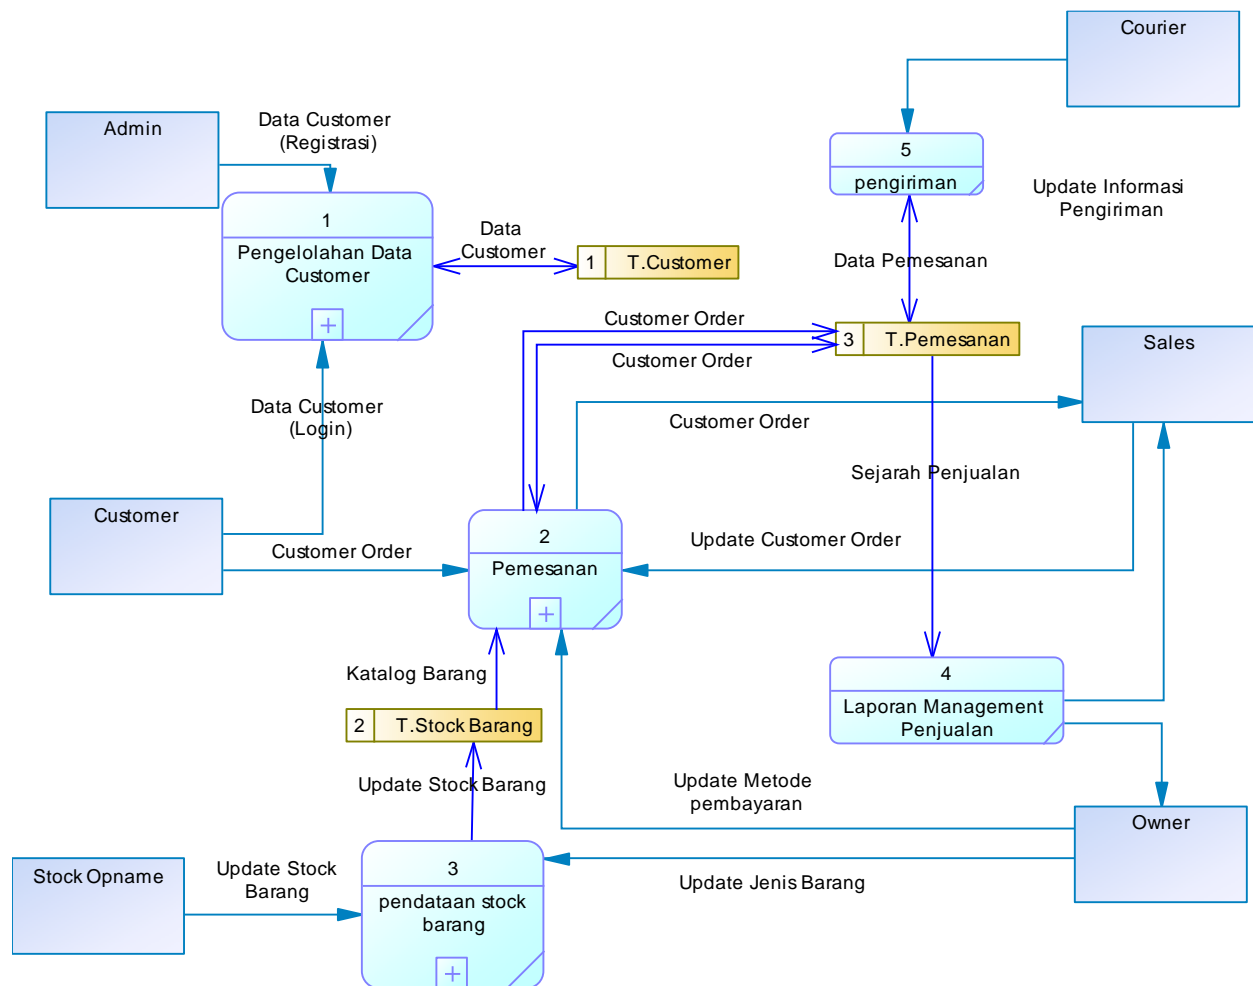 Courier
Admin
Data Customer
(Registrasi)
5
pengiriman
Update Informasi
Pengiriman
1
Pengelolahan Data
Customer
Data
Customer
1
T.Customer
Data Pemesanan
Customer Order
Customer Order
3
T.Pemesanan
Sales
Data Customer
(Login)
Customer Order
Sejarah Penjualan
Customer
Customer Order
2
Pemesanan
Update Customer Order
Katalog Barang
4
Laporan Management
Penjualan
2
T.Stock Barang
Update Stock Barang
Update Metode
pembayaran
Owner
Stock Opname
Update Stock
Barang
3
pendataan stock
barang
Update Jenis Barang